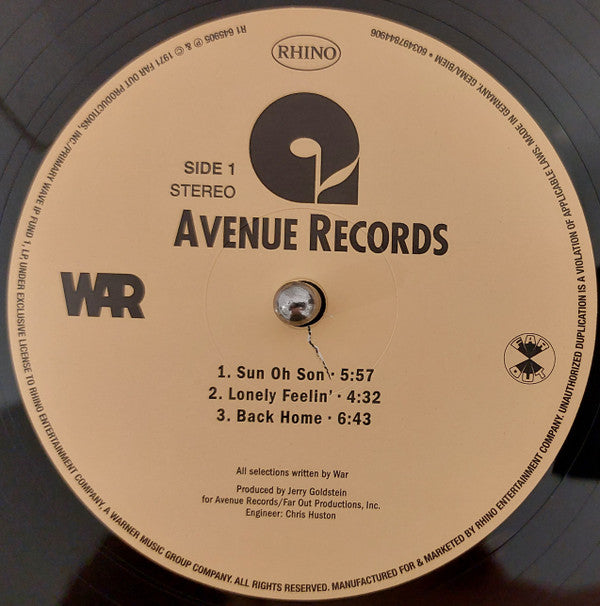 RHINO
SIDE 1
STEREO
AVENUE RECORDS
WAR
FAR
OUT
1. Sun Oh Son · 5:57
2. Lonely Feelin' · 4:32
3. Back Home · 6:43
All selections written by War
Produced by Jerry Goldstein
for Avenue Records/Far Out Productions, Inc.
Engineer: Chris Huston
R1 645905 ℗ & © 1971 FAR OUT PRODUCTIONS, INC./PRIMARY WAVE IP FUND 1, LP. UNDER EXCLUSIVE LICENSE TO RHINO ENTERTAINMENT COMPANY, A WARNER MUSIC GROUP COMPANY. ALL RIGHTS RESERVED. MANUFACTURED FOR & MARKETED BY RHINO ENTERTAINMENT COMPANY. UNAUTHORIZED DUPLICATION IS A VIOLATION OF APPLICABLE LAWS. MADE IN GERMANY. GEMA/BIEM • 603497844906